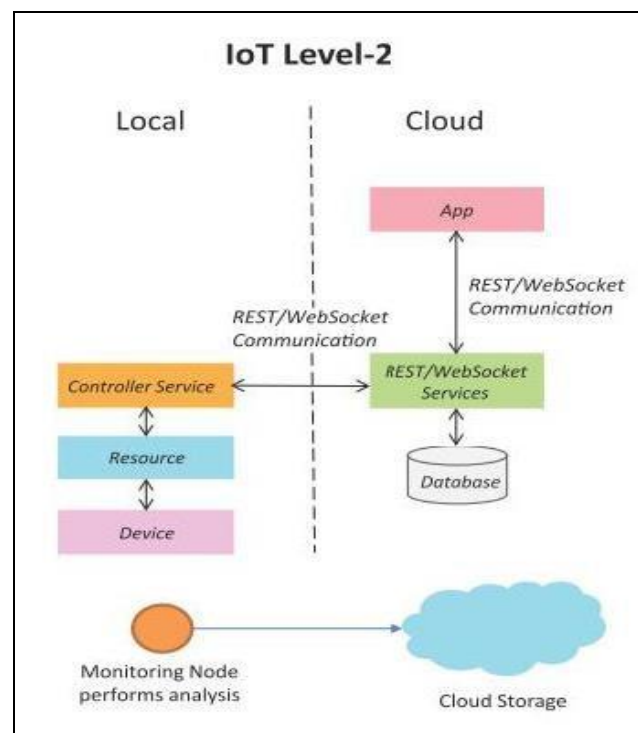 IoT Level-2
Local
Cloud
App
REST/WebSocket
Communication
REST/WebSocket
Communication
Controller Service
REST/WebSocket
Services
Resource
Database
Device
Monitoring Node
performs analysis
Cloud Storage